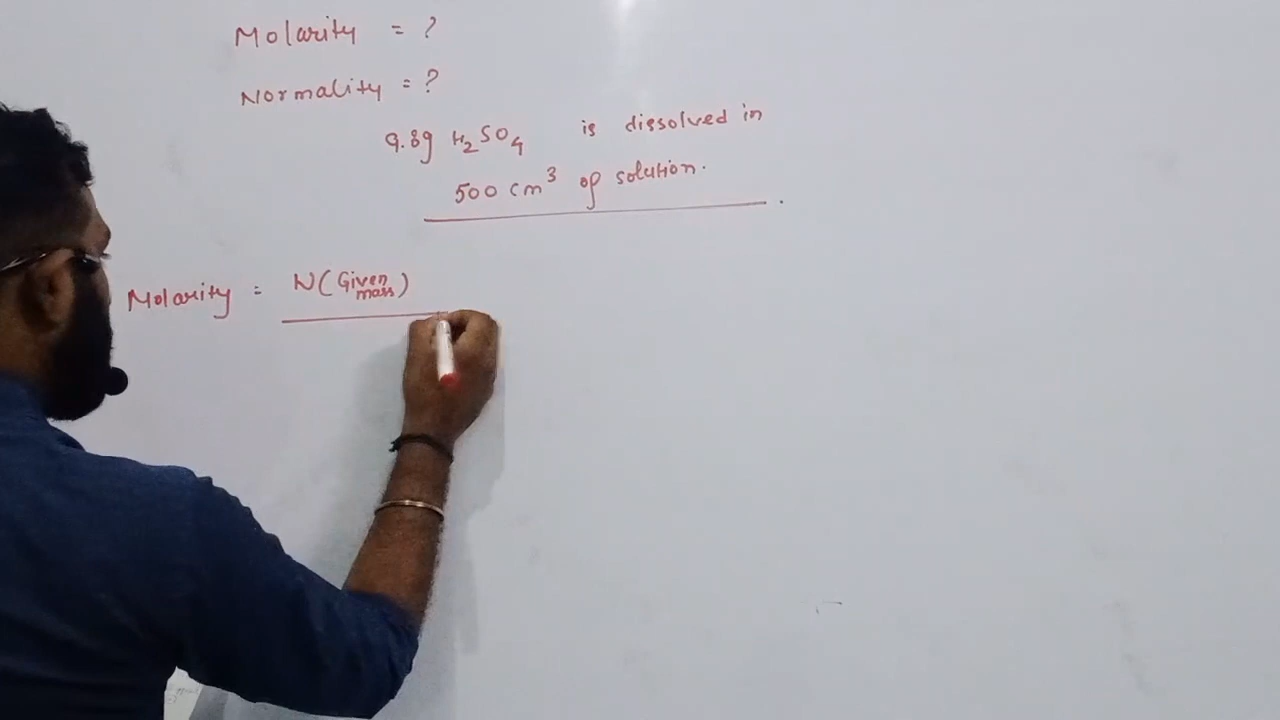 Molarity = ?
Normality = ?
9.8g H₂SO₄ is dissolved in
500 cm³ of solution.
Molarity = W(Given mass)